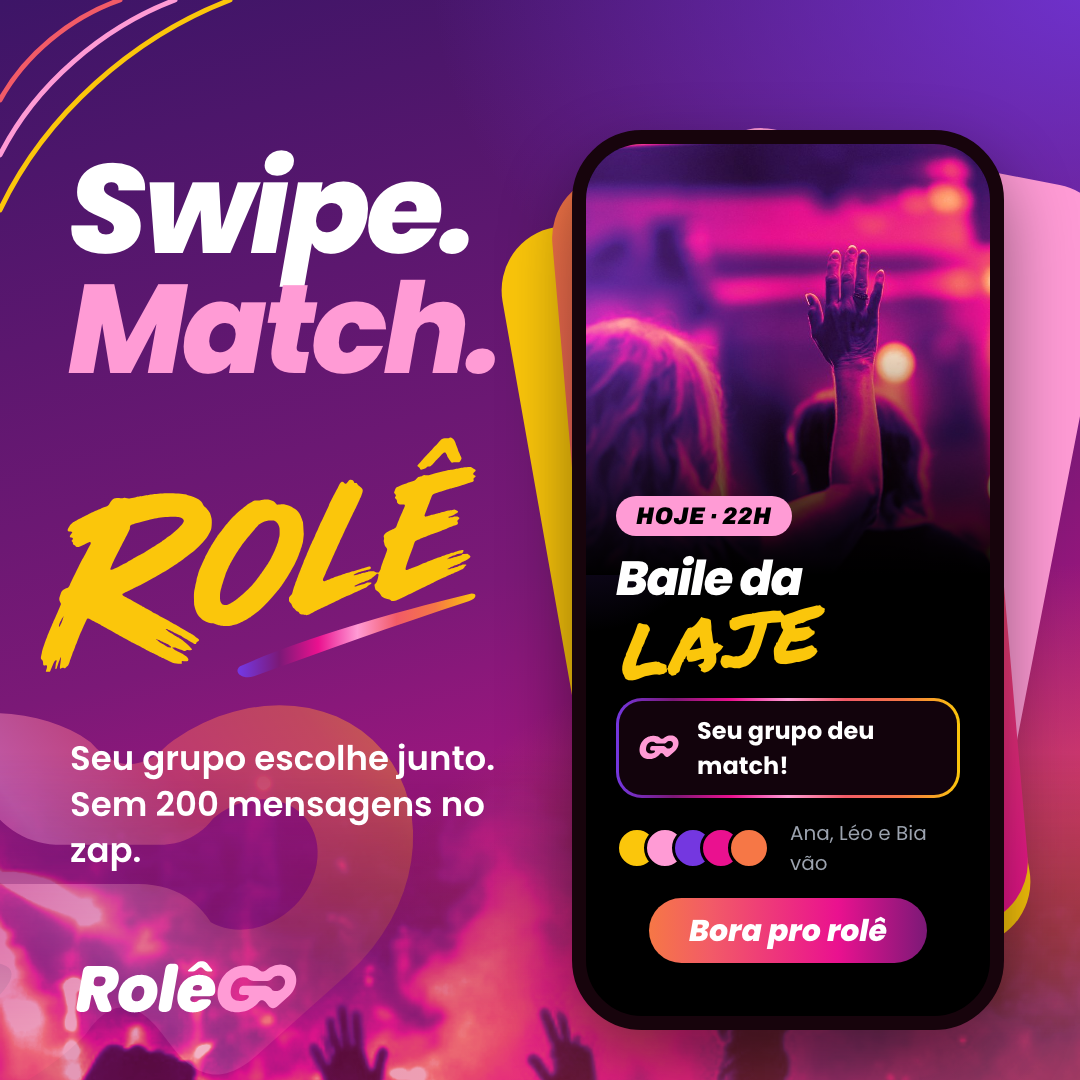 Swipe.
Match.
ROLÊ
Seu grupo escolhe junto.
Sem 200 mensagens no
zap.
RolêGO
HOJE · 22H
Baile da
LAJE
GO
Seu grupo deu
match!
Ana, Léo e Bia
vão
Bora pro rolê